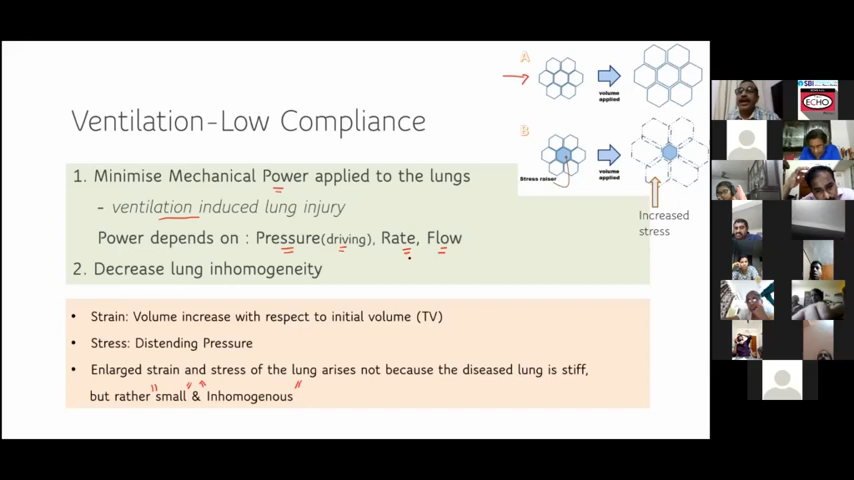 Ventilation-Low Compliance
1. Minimise Mechanical Power applied to the lungs
- ventilation induced lung injury
Power depends on : Pressure(driving), Rate, Flow
2. Decrease lung inhomogeneity
• Strain: Volume increase with respect to initial volume (TV)
• Stress: Distending Pressure
• Enlarged strain and stress of the lung arises not because the diseased lung is stiff,
but rather small & Inhomogenous
A
volume
applied
B
Stress raiser
volume
applied
Increased
stress
SBI
ECHO